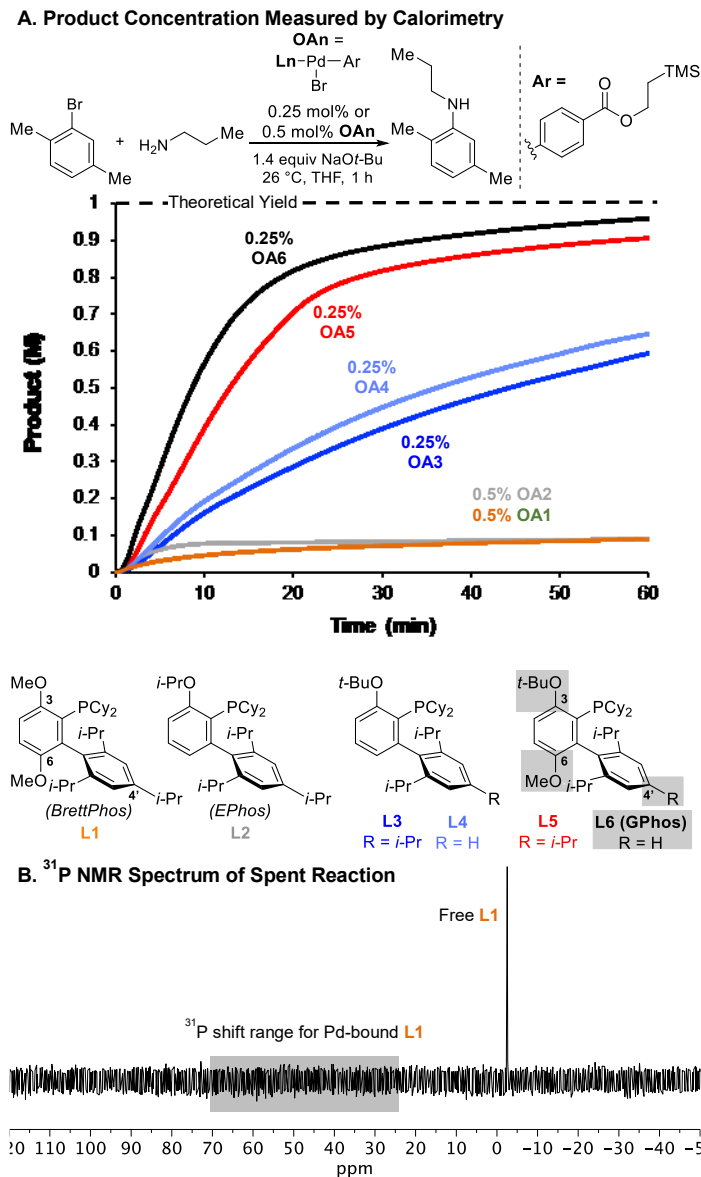 A. Product Concentration Measured by Calorimetry
OAn =
Ln Pd Ar
Br
Br
Me
Me
+
H₂N
Me
0.25 mol% or
0.5 mol% OAn
1.4 equiv NaOt-Bu
26 °C, THF, 1 h
Me
NH
Me
Me
Ar =
O
O
TMS
Theoretical Yield
1
0.9
0.8
0.7
0.6
0.5
0.4
0.3
0.2
0.1
0
Product (M)
0.25%
OA6
0.25%
OA5
0.25%
OA4
0.25%
OA3
0.5% OA2
0.5% OA1
0 10 20 30 40 50 60
Time (min)
MeO
3
PCy₂
i-Pr
6
MeO
i-Pr
4'
i-Pr
(BrettPhos)
L1
i-PrO
PCy₂
i-Pr
i-Pr
i-Pr
(EPhos)
L2
t-BuO
PCy₂
i-Pr
i-Pr
R
L3 L4
R = i-Pr R = H
t-BuO
3
PCy₂
i-Pr
6
MeO
i-Pr
4'
R
L5 L6 (GPhos)
R = i-Pr R = H
B. ³¹P NMR Spectrum of Spent Reaction
Free L1
³¹P shift range for Pd-bound L1
20 110 100 90 80 70 60 50 40 30 20 10 0 −10 −20 −30 −40 −5
ppm